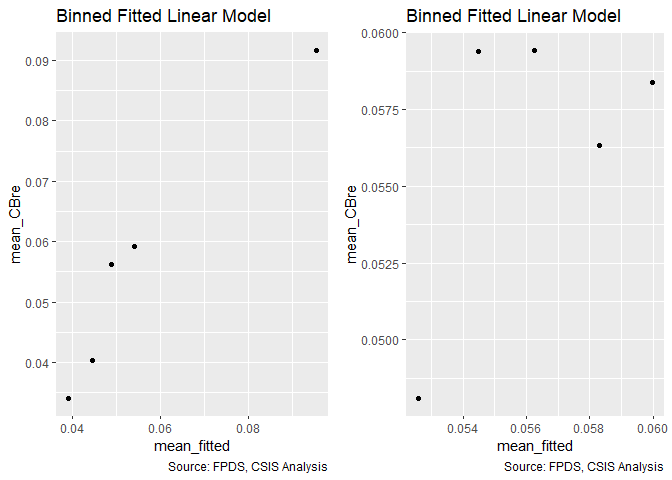 Binned Fitted Linear Model
mean_CBre
0.09
0.08
0.07
0.06
0.05
0.04
0.04
0.06
0.08
mean_fitted
Source: FPDS, CSIS Analysis
Binned Fitted Linear Model
mean_CBre
0.0600
0.0575
0.0550
0.0525
0.0500
0.054
0.056
0.058
0.060
mean_fitted
Source: FPDS, CSIS Analysis